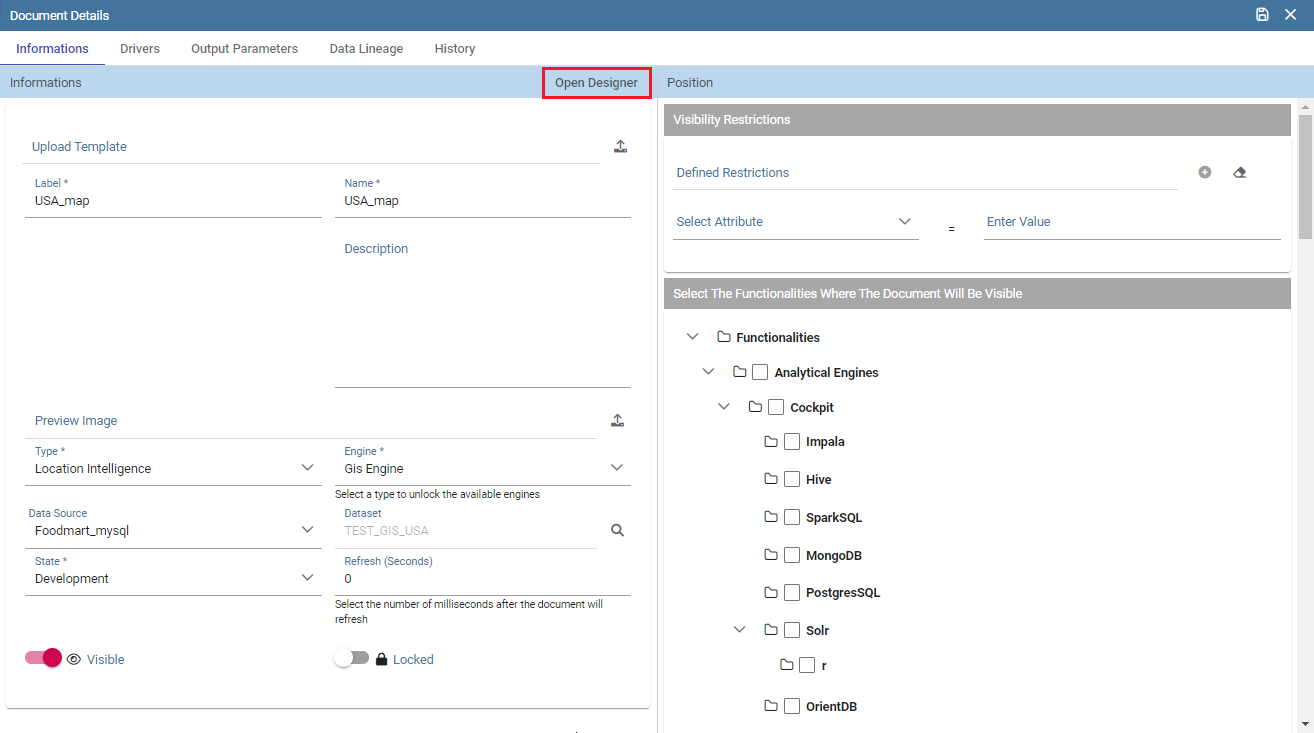 Document Details
Informations Drivers Output Parameters Data Lineage History
Informations Open Designer Position
Upload Template
Label * Name *
USA_map USA_map
Description
Preview Image
Type * Engine *
Location Intelligence Gis Engine
Select a type to unlock the available engines
Data Source Dataset
Foodmart_mysql TEST_GIS_USA
State * Refresh (Seconds)
Development 0
Select the number of milliseconds after the document will
refresh
Visible Locked
Visibility Restrictions
Defined Restrictions
Select Attribute = Enter Value
Select The Functionalities Where The Document Will Be Visible
Functionalities
Analytical Engines
Cockpit
Impala
Hive
SparkSQL
MongoDB
PostgresSQL
Solr
r
OrientDB